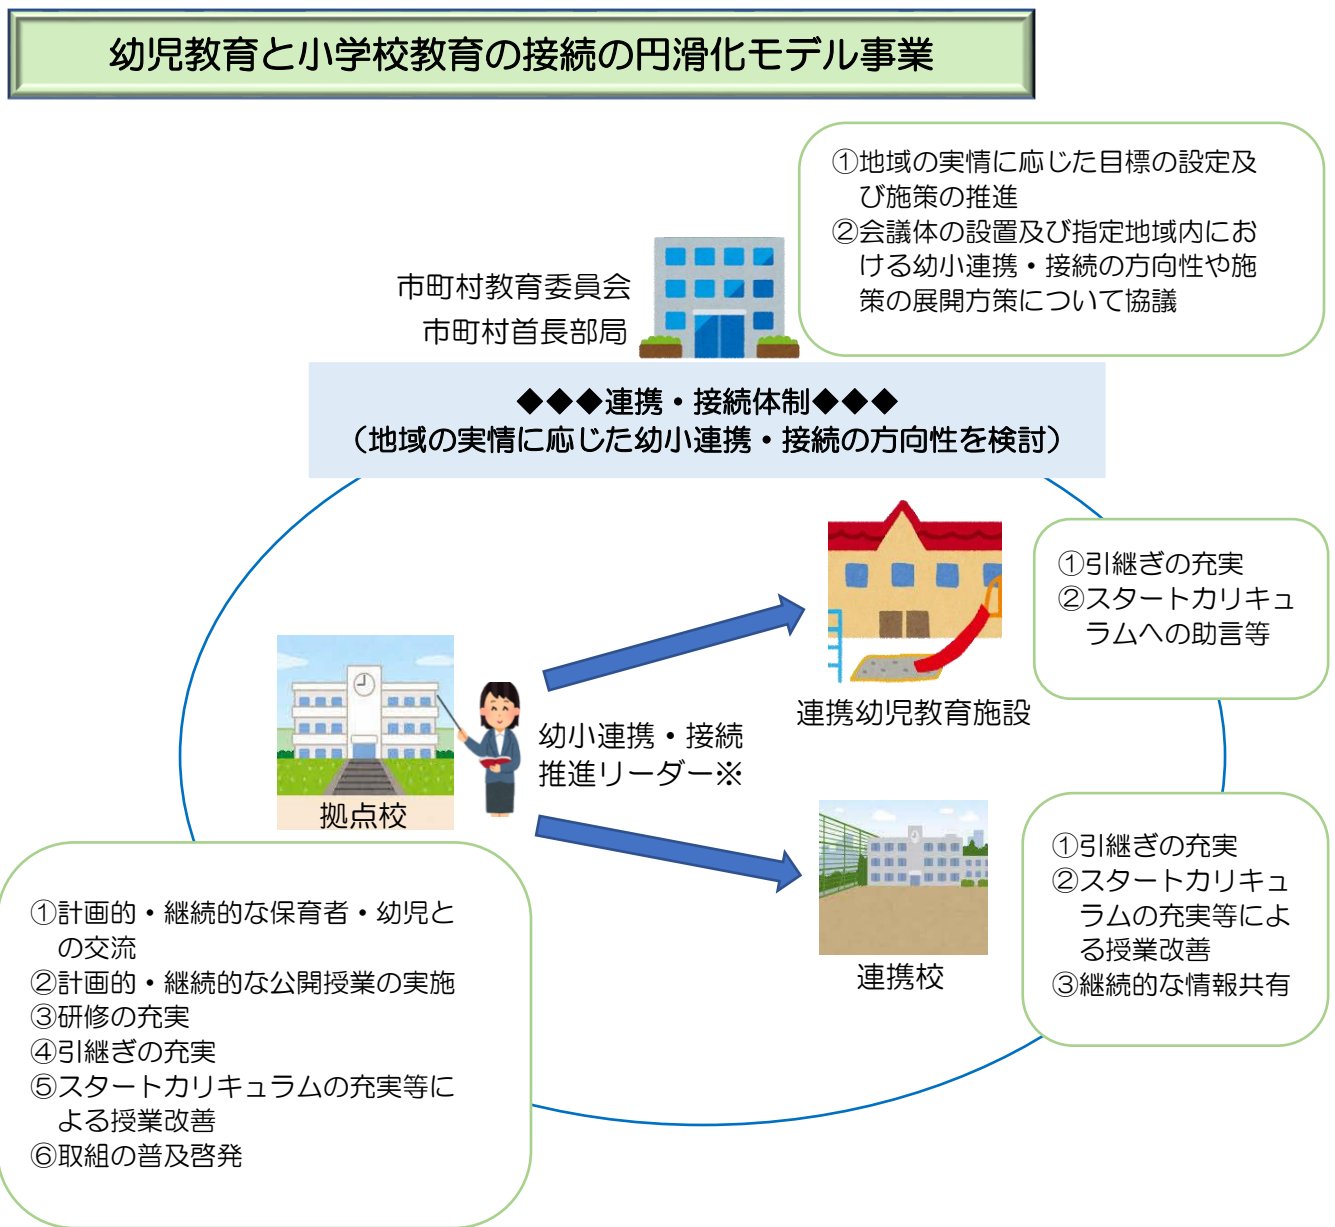 幼児教育と小学校教育の接続の円滑化モデル事業
①地域の実情に応じた目標の設定及
び施策の推進
②会議体の設置及び指定地域内にお
ける幼小連携・接続の方向性や施
策の展開方策について協議
市町村教育委員会
市町村首長部局
◆◆◆連携・接続体制◆◆◆
（地域の実情に応じた幼小連携・接続の方向性を検討）
①引継ぎの充実
②スタートカリキュ
ラムへの助言等
連携幼児教育施設
幼小連携・接続
推進リーダー※
拠点校
①引継ぎの充実
②スタートカリキュ
ラムの充実等によ
る授業改善
③継続的な情報共有
連携校
①計画的・継続的な保育者・幼児と
の交流
②計画的・継続的な公開授業の実施
③研修の充実
④引継ぎの充実
⑤スタートカリキュラムの充実等に
よる授業改善
⑥取組の普及啓発